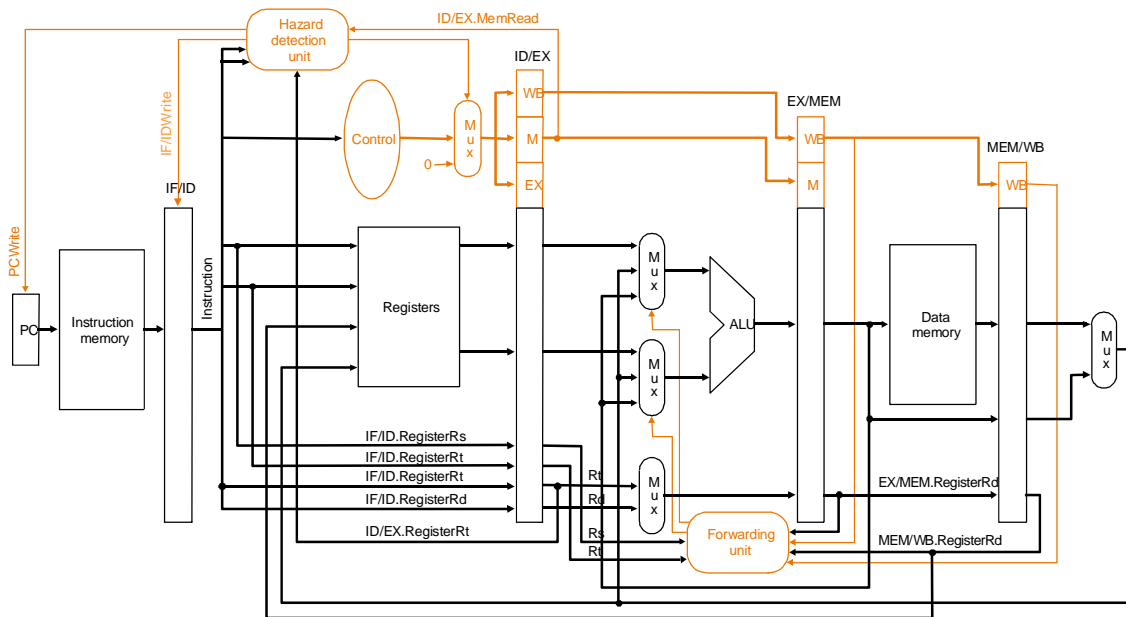 ID/EX.MemRead
Hazard
detection
unit
ID/EX
WB
EX/MEM
IF/IDWrite
Control
M
u
x
M
WB
MEM/WB
0
IF/ID
EX
M
WB
PCWrite
Instruction
M
u
x
PC
Instruction
memory
Registers
ALU
Data
memory
M
u
x
M
u
x
IF/ID.RegisterRs
IF/ID.RegisterRt
IF/ID.RegisterRt
Rt
M
u
x
EX/MEM.RegisterRd
IF/ID.RegisterRd
Rd
ID/EX.RegisterRt
Rs
Rt
Forwarding
unit
MEM/WB.RegisterRd